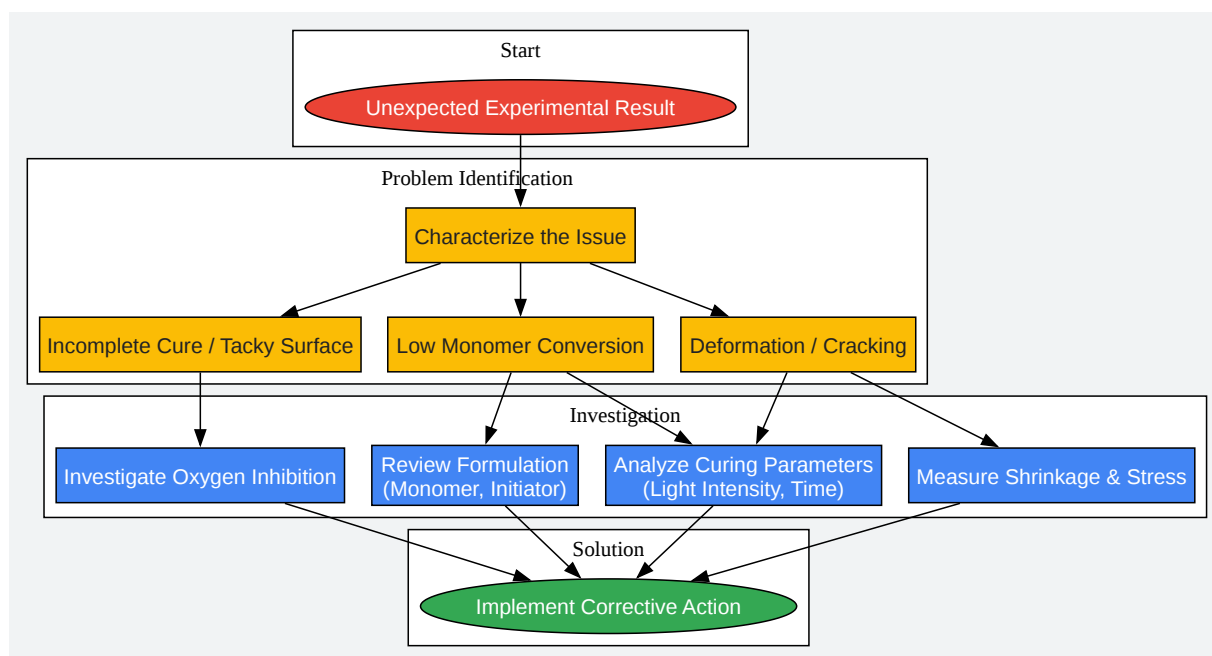 Start
Unexpected Experimental Result
Problem Identification
Characterize the Issue
Incomplete Cure / Tacky Surface
Low Monomer Conversion
Deformation / Cracking
Investigation
Investigate Oxygen Inhibition
Review Formulation
(Monomer, Initiator)
Analyze Curing Parameters
(Light Intensity, Time)
Measure Shrinkage & Stress
Solution
Implement Corrective Action